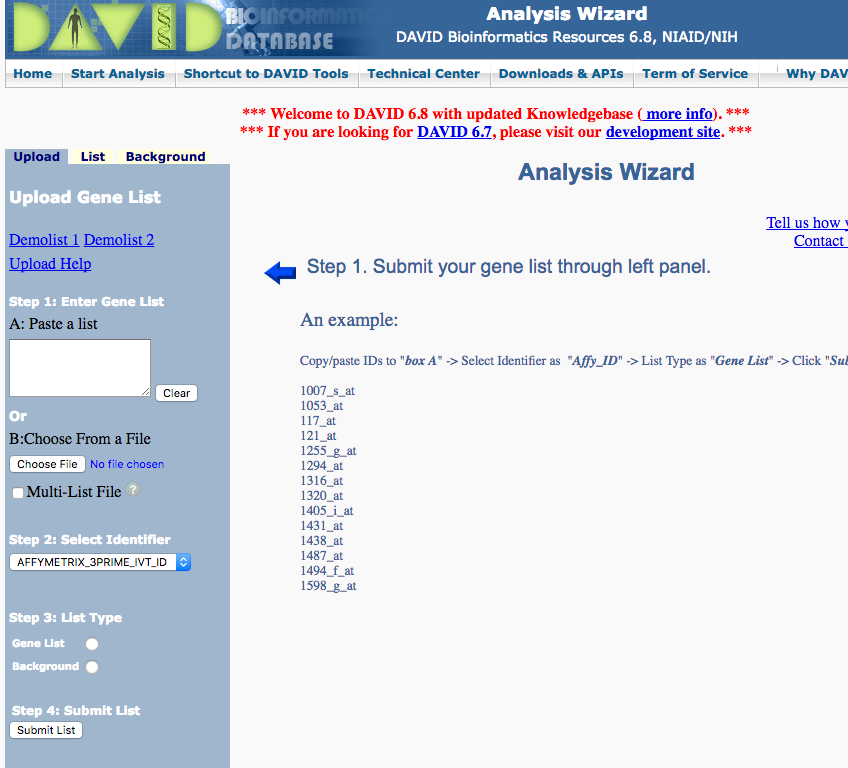 DAVID BIOINFORMATIC
DATABASE
Analysis Wizard
DAVID Bioinformatics Resources 6.8, NIAID/NIH
Home Start Analysis Shortcut to DAVID Tools Technical Center Downloads & APIs Term of Service Why DAV
*** Welcome to DAVID 6.8 with updated Knowledgebase ( more info). ***
*** If you are looking for DAVID 6.7, please visit our development site. ***
Upload List Background
Upload Gene List
Demolist 1 Demolist 2
Upload Help
Step 1: Enter Gene List
A: Paste a list
Clear
Or
B:Choose From a File
Choose File No file chosen
Multi-List File ?
Step 2: Select Identifier
AFFYMETRIX_3PRIME_IVT_ID
Step 3: List Type
Gene List
Background
Step 4: Submit List
Submit List
Analysis Wizard
Tell us how y
Contact
Step 1. Submit your gene list through left panel.
An example:
Copy/paste IDs to "box A" -> Select Identifier as "Affy_ID" -> List Type as "Gene List" -> Click "Sub
1007_s_at
1053_at
117_at
121_at
1255_g_at
1294_at
1316_at
1320_at
1405_i_at
1431_at
1438_at
1487_at
1494_f_at
1598_g_at